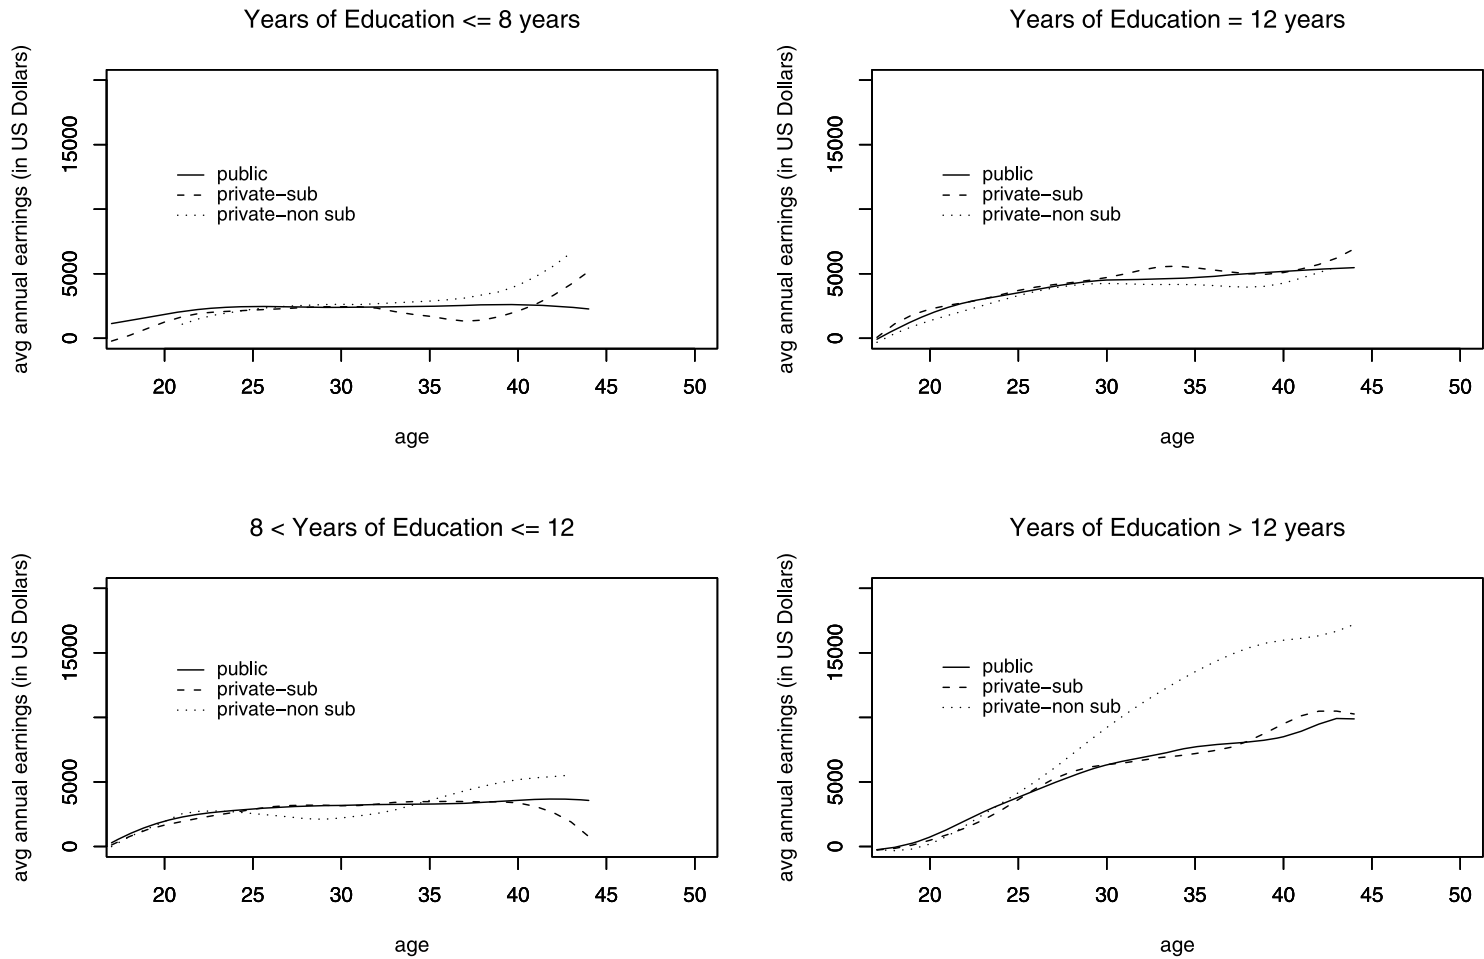 Years of Education <= 8 years
avg annual earnings (in US Dollars)
15000
5000
0
public
private−sub
private−non sub
20 25 30 35 40 45 50
age
Years of Education = 12 years
avg annual earnings (in US Dollars)
15000
5000
0
public
private−sub
private−non sub
20 25 30 35 40 45 50
age
8 < Years of Education <= 12
avg annual earnings (in US Dollars)
15000
5000
0
public
private−sub
private−non sub
20 25 30 35 40 45 50
age
Years of Education > 12 years
avg annual earnings (in US Dollars)
15000
5000
0
public
private−sub
private−non sub
20 25 30 35 40 45 50
age